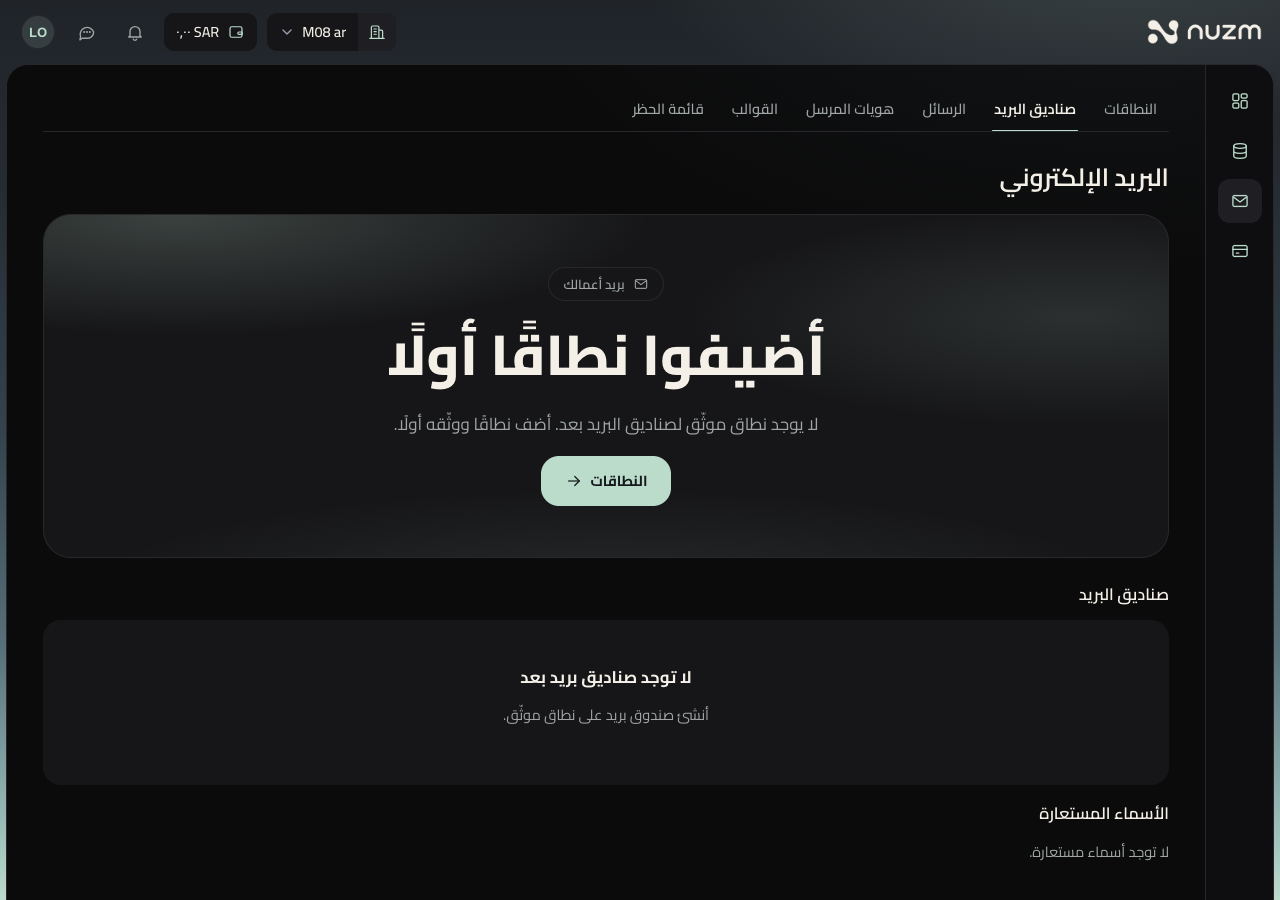 nuzm
M08 ar
٠,٠٠ SAR
LO
النطاقات
صناديق البريد
الرسائل
هويات المرسل
القوالب
قائمة الحظر
البريد الإلكتروني
بريد أعمالك
أضيفوا نطاقًا أولًا
لا يوجد نطاق موثّق لصناديق البريد بعد. أضف نطاقًا ووثّقه أولًا.
النطاقات
صناديق البريد
لا توجد صناديق بريد بعد
أنشئ صندوق بريد على نطاق موثّق.
الأسماء المستعارة
لا توجد أسماء مستعارة.